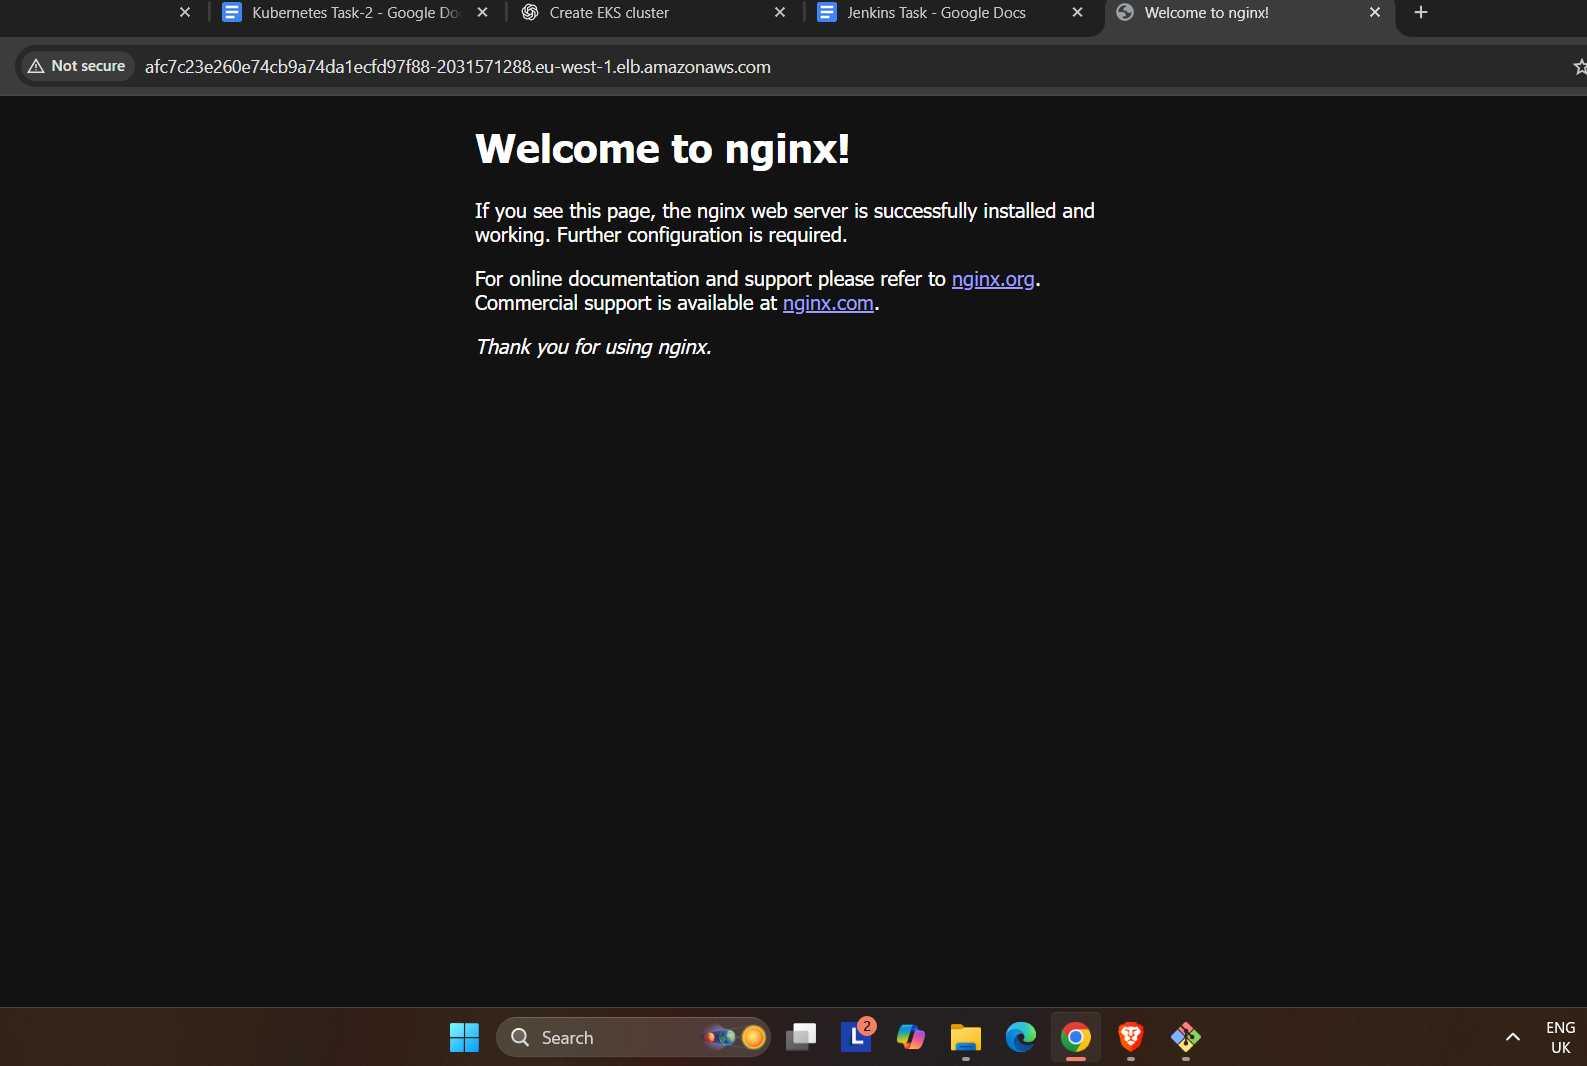 Kubernetes Task-2 - Google Do
Create EKS cluster
Jenkins Task - Google Docs
Welcome to nginx!
Not secure
afc7c23e260e74cb9a74da1ecfd97f88-2031571288.eu-west-1.elb.amazonaws.com
Welcome to nginx!
If you see this page, the nginx web server is successfully installed and
working. Further configuration is required.
For online documentation and support please refer to nginx.org.
Commercial support is available at nginx.com.
Thank you for using nginx.
Search
L
2
ENG
UK